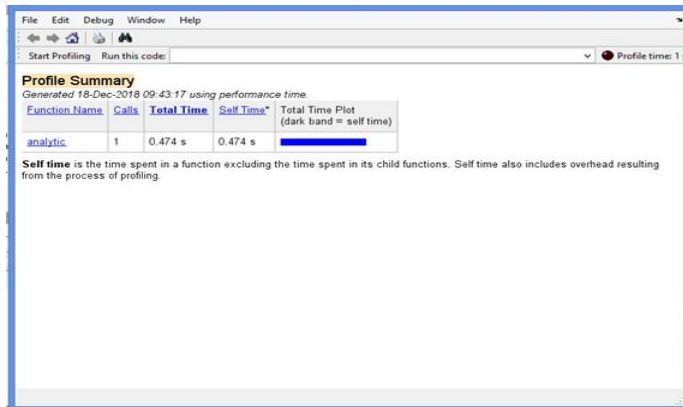 File Edit Debug Window Help
Start Profiling Run this code: Profile time: 1
Profile Summary
Generated 18-Dec-2018 09:43:17 using performance time.
Function Name Calls Total Time Self Time* Total Time Plot
(dark band = self time)
analytic 1 0.474 s 0.474 s
Self time is the time spent in a function excluding the time spent in its child functions. Self time also includes overhead resulting
from the process of profiling.